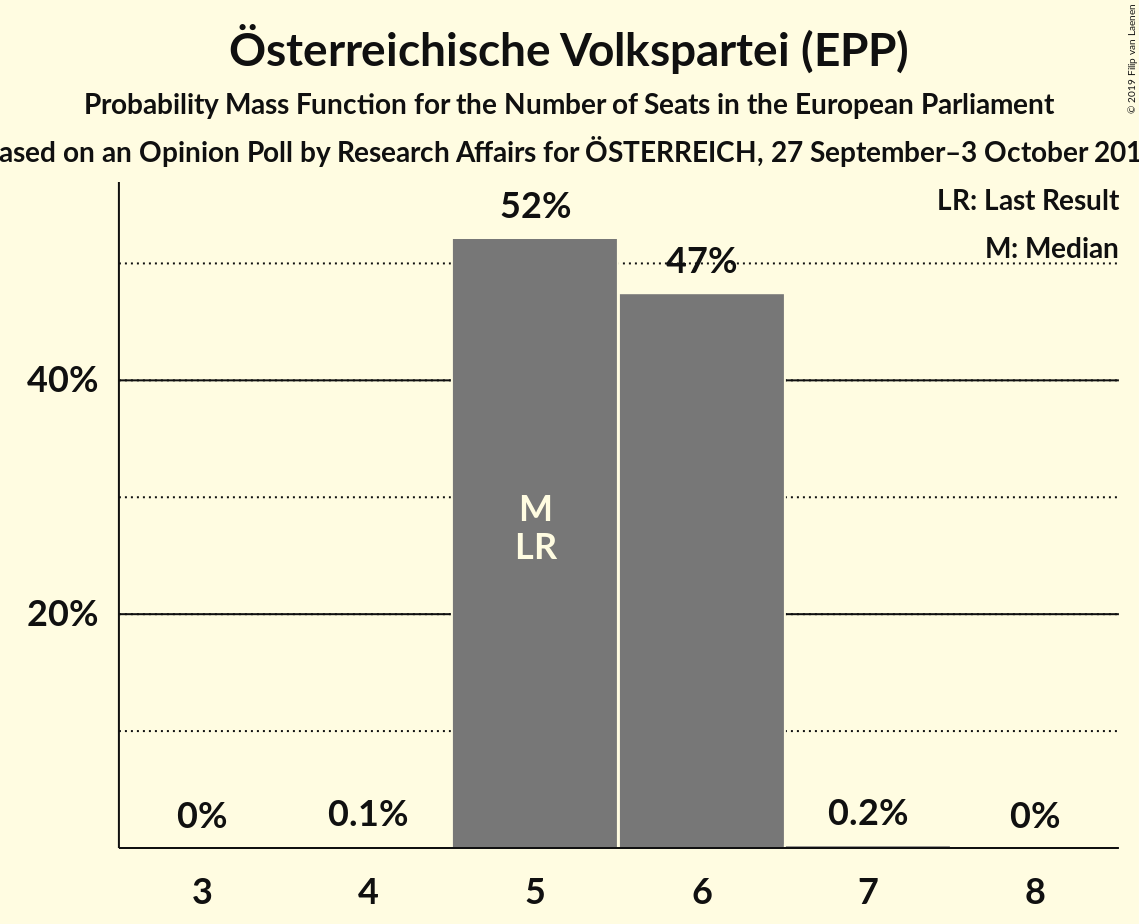 Österreichische Volkspartei (EPP)
Probability Mass Function for the Number of Seats in the European Parliament
ased on an Opinion Poll by Research Affairs for ÖSTERREICH, 27 September–3 October 201
© 2019 Filip van Laenen
LR: Last Result
M: Median
52%
47%
40%
M
LR
20%
0%
0.1%
0.2%
0%
3
4
5
6
7
8